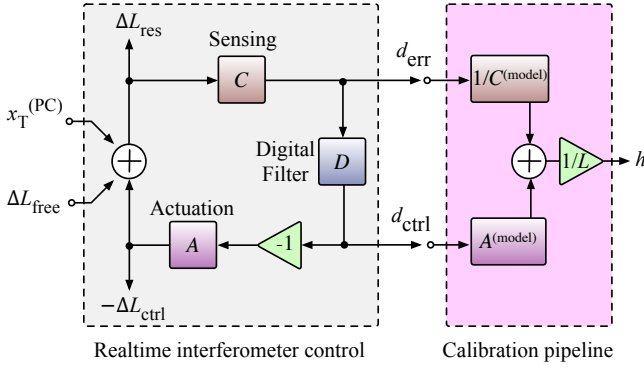 ΔL_res
Sensing
C
d_err
1/C^(model)
x_T^(PC)
Digital
Filter
D
1/L
h
ΔL_free
Actuation
A
-1
d_ctrl
A^(model)
−ΔL_ctrl
Realtime interferometer control
Calibration pipeline